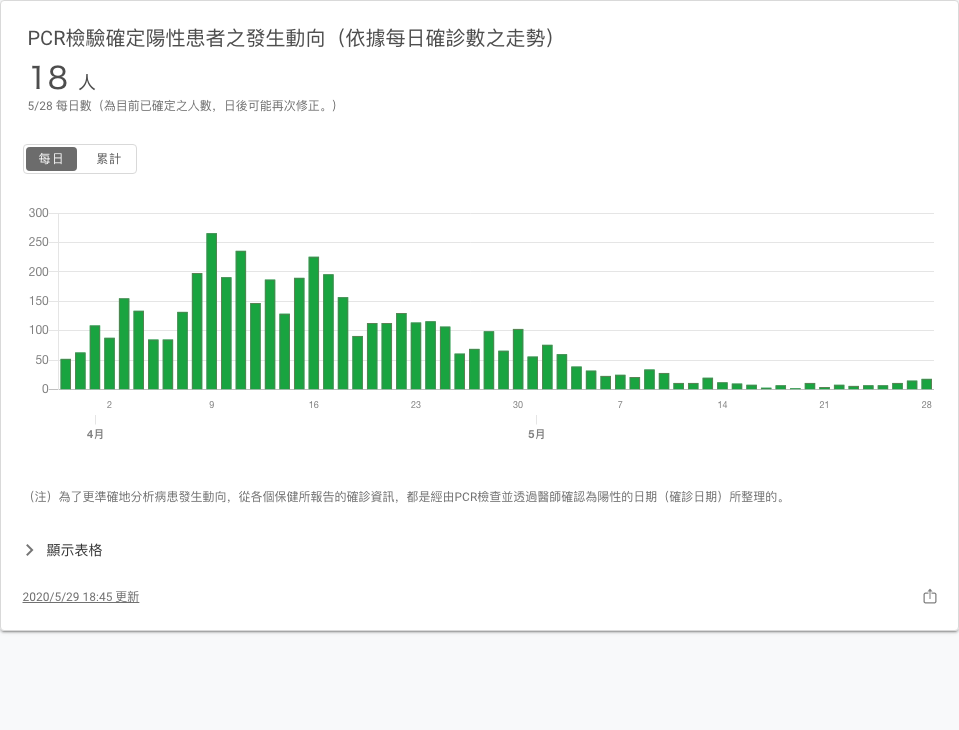 PCR檢驗確定陽性患者之發生動向（依據每日確診數之走勢）
18 人
5/28 每日數（為目前已確定之人數，日後可能再次修正。）
每日 累計
300
250
200
150
100
50
0
2 9 16 23 30 7 14 21 28
4月 5月
（注）為了更準確地分析病患發生動向，從各個保健所報告的確診資訊，都是經由PCR檢查並透過醫師確認為陽性的日期（確診日期）所整理的。
顯示表格
2020/5/29 18:45 更新